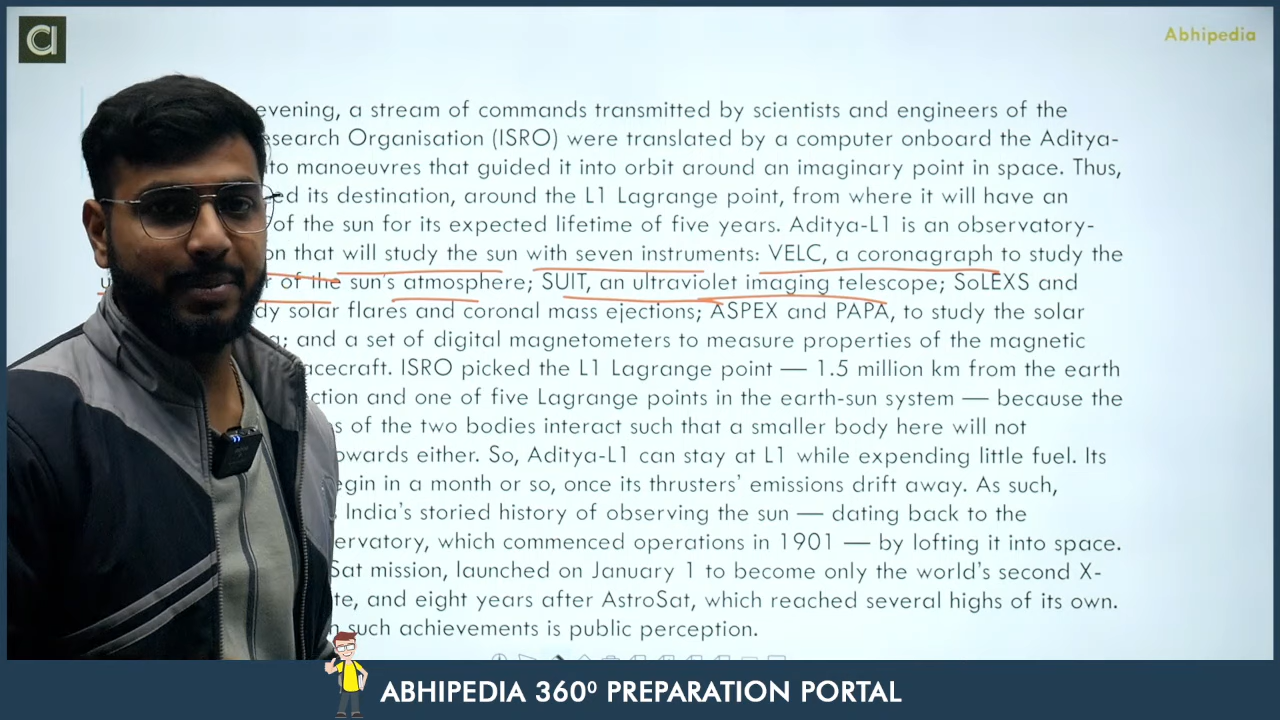 Abhipedia
evening, a stream of commands transmitted by scientists and engineers of the
esearch Organisation (ISRO) were translated by a computer onboard the Aditya-
to manoeuvres that guided it into orbit around an imaginary point in space. Thus,
ed its destination, around the L1 Lagrange point, from where it will have an
of the sun for its expected lifetime of five years. Aditya-L1 is an observatory-
on that will study the sun with seven instruments: VELC, a coronagraph to study the
of the sun's atmosphere; SUIT, an ultraviolet imaging telescope; SoLEXS and
dy solar flares and coronal mass ejections; ASPEX and PAPA, to study the solar
; and a set of digital magnetometers to measure properties of the magnetic
acecraft. ISRO picked the L1 Lagrange point — 1.5 million km from the earth
ction and one of five Lagrange points in the earth-sun system — because the
s of the two bodies interact such that a smaller body here will not
owards either. So, Aditya-L1 can stay at L1 while expending little fuel. Its
egin in a month or so, once its thrusters' emissions drift away. As such,
India's storied history of observing the sun — dating back to the
ervatory, which commenced operations in 1901 — by lofting it into space.
Sat mission, launched on January 1 to become only the world's second X-
te, and eight years after AstroSat, which reached several highs of its own.
such achievements is public perception.
ABHIPEDIA 360⁰ PREPARATION PORTAL